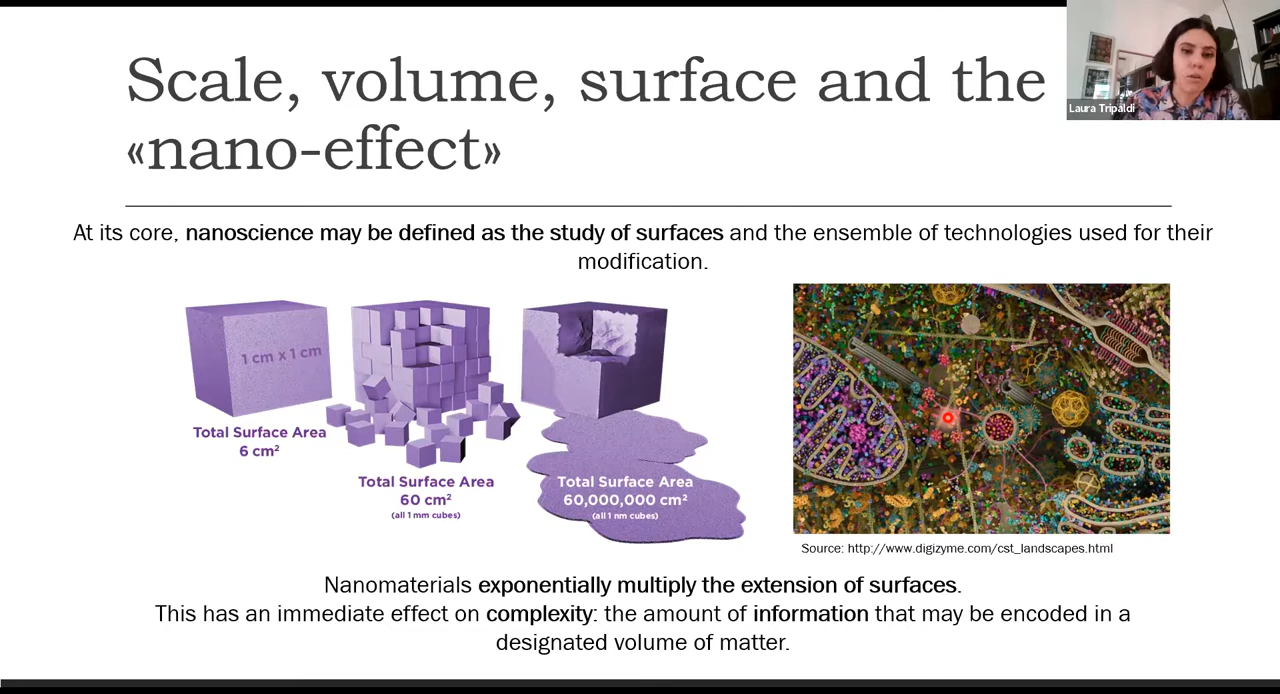 Scale, volume, surface and the
«nano-effect»
Laura Tripaldi
At its core, nanoscience may be defined as the study of surfaces and the ensemble of technologies used for their
modification.
1 cm x 1 cm
Total Surface Area
6 cm²
Total Surface Area
60 cm²
(all 1 mm cubes)
Total Surface Area
60,000,000 cm²
(all 1 nm cubes)
Source: http://www.digizyme.com/cst_landscapes.html
Nanomaterials exponentially multiply the extension of surfaces.
This has an immediate effect on complexity: the amount of information that may be encoded in a
designated volume of matter.